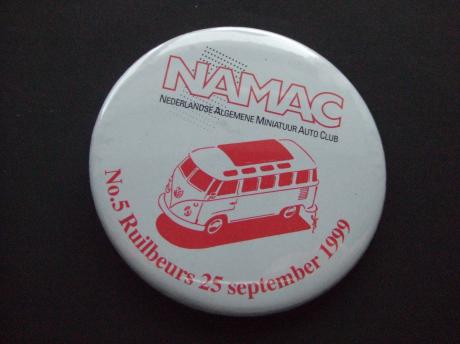 NAMAC
NEDERLANDSE ALGEMENE MINIATUUR AUTO CLUB
No.5 Ruilbeurs 25 september 1999